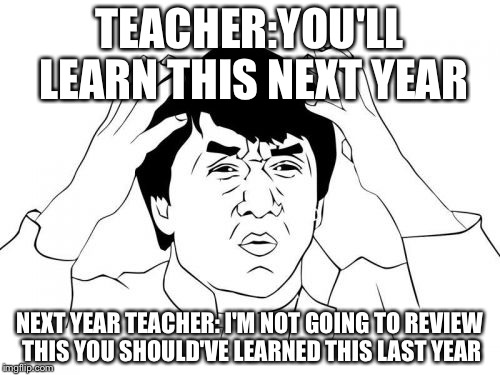 TEACHER:YOU'LL
LEARN THIS NEXT YEAR
NEXT YEAR TEACHER: I'M NOT GOING TO REVIEW
THIS YOU SHOULD'VE LEARNED THIS LAST YEAR
imgflip.com